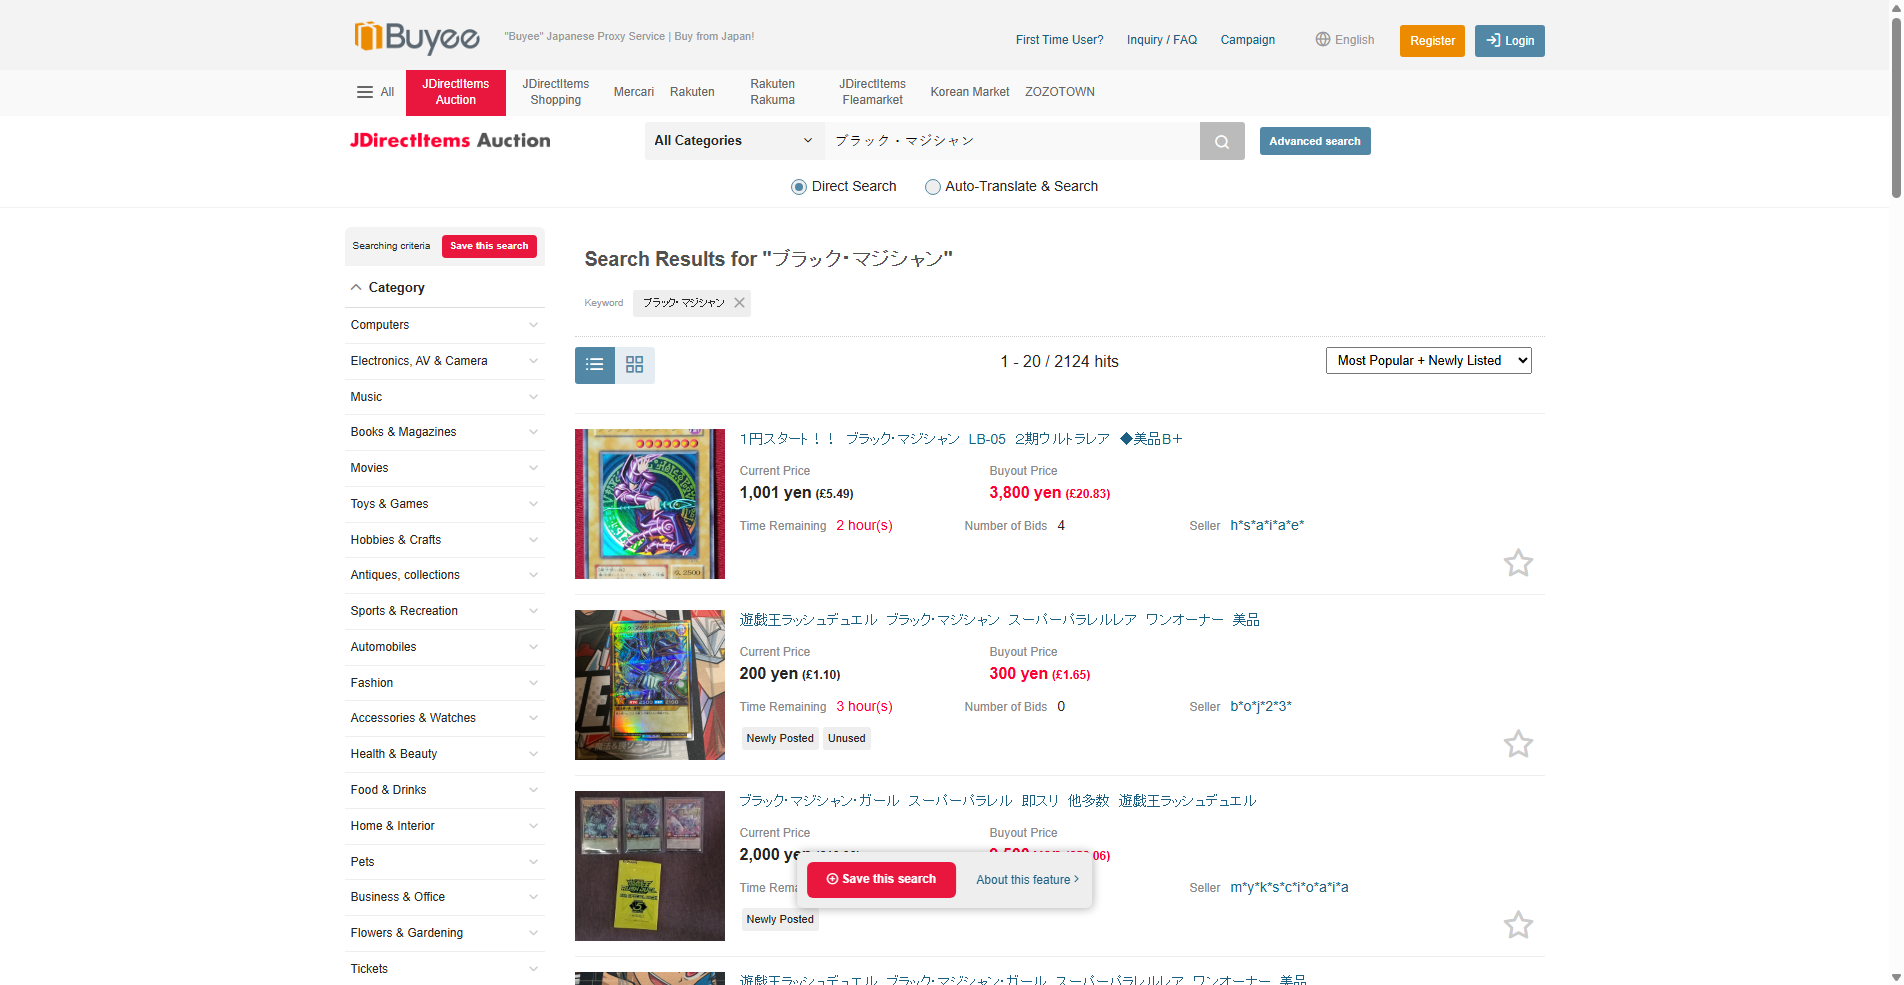 Buyee
"Buyee" Japanese Proxy Service | Buy from Japan!
First Time User?
Inquiry / FAQ
Campaign
English
Register
Login
All
JDirectItems Auction
JDirectItems Shopping
Mercari
Rakuten
Rakuten Rakuma
JDirectItems Fleamarket
Korean Market
ZOZOTOWN
JDirectItems Auction
All Categories
ブラック・マジシャン
Advanced search
Direct Search
Auto-Translate & Search
Searching criteria
Save this search
Category
Computers
Electronics, AV & Camera
Music
Books & Magazines
Movies
Toys & Games
Hobbies & Crafts
Antiques, collections
Sports & Recreation
Automobiles
Fashion
Accessories & Watches
Health & Beauty
Food & Drinks
Home & Interior
Pets
Business & Office
Flowers & Gardening
Tickets
Search Results for "ブラック・マジシャン"
Keyword
ブラック・マジシャン
1 - 20 / 2124 hits
Most Popular + Newly Listed
1円スタート！！ ブラック・マジシャン LB-05 2期ウルトラレア ◆美品B+
Current Price
Buyout Price
1,001 yen (£5.49)
3,800 yen (£20.83)
Time Remaining 2 hour(s)
Number of Bids 4
Seller h*s*a*i*a*e*
遊戯王ラッシュデュエル ブラック・マジシャン スーパーパラレルレア ワンオーナー 美品
Current Price
Buyout Price
200 yen (£1.10)
300 yen (£1.65)
Time Remaining 3 hour(s)
Number of Bids 0
Seller b*o*j*2*3*
Newly Posted
Unused
ブラック・マジシャン・ガール スーパーパラレル 即スリ 他多数 遊戯王ラッシュデュエル
Current Price
Buyout Price
2,000 ye
06)
Time Rema
Seller m*y*k*s*c*i*o*a*i*a
Newly Posted
Save this search
About this feature
遊戯王ラッシュデュエル ブラック・マジシャン・ガール スーパーパラレルレア ワンオーナー 美品